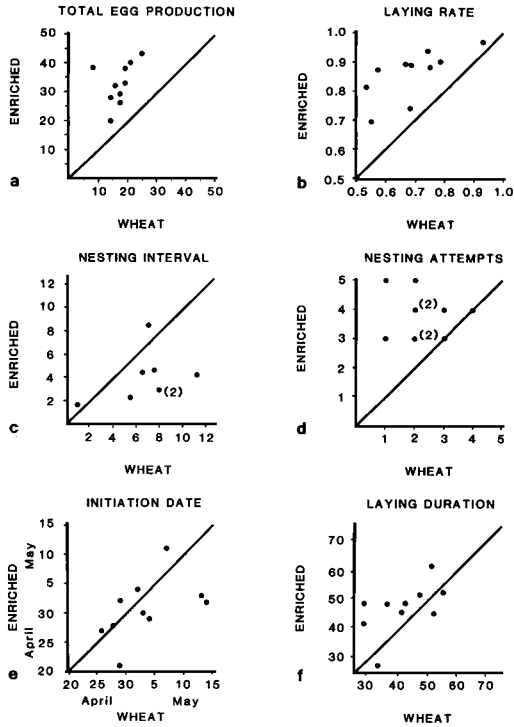 TOTAL EGG PRODUCTION
50
40
30
20
10
ENRICHED
10 20 30 40 50
a
WHEAT
LAYING RATE
1.0
0.9
0.8
0.7
0.6
0.5
ENRICHED
0.5 0.6 0.7 0.8 0.9 1.0
b
WHEAT
NESTING INTERVAL
12
10
8
6
4
2
ENRICHED
(2)
2 4 6 8 10 12
c
WHEAT
NESTING ATTEMPTS
5
4
3
2
1
ENRICHED
(2)
(2)
1 2 3 4 5
d
WHEAT
INITIATION DATE
15
5
30
25
20
May
April
ENRICHED
20 25 30 5 10 15
April May
e
WHEAT
LAYING DURATION
70
60
50
40
30
ENRICHED
30 40 50 60 70
f
WHEAT